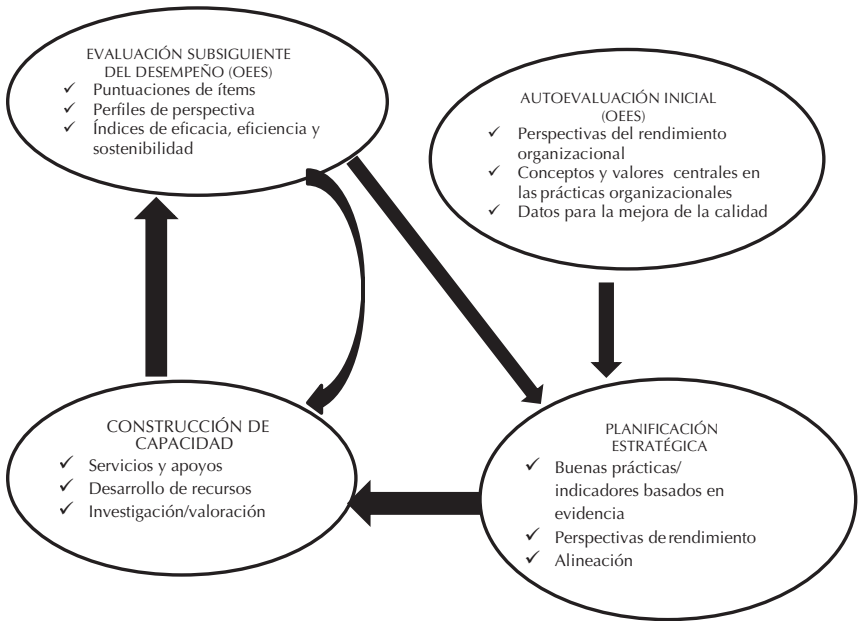 EVALUACIÓN SUBSIGUIENTE
DEL DESEMPEÑO (OEES)
✓ Puntuaciones de ítems
✓ Perfiles de perspectiva
✓ Índices de eficacia, eficiencia y
sostenibilidad
AUTOEVALUACIÓN INICIAL
(OEES)
✓ Perspectivas del rendimiento
organizacional
✓ Conceptos y valores centrales en
las prácticas organizacionales
✓ Datos para la mejora de la calidad
CONSTRUCCIÓN DE
CAPACIDAD
✓ Servicios y apoyos
✓ Desarrollo de recursos
✓ Investigación/valoración
PLANIFICACIÓN
ESTRATÉGICA
✓ Buenas prácticas/
indicadores basados en
evidencia
✓ Perspectivas de rendimiento
✓ Alineación